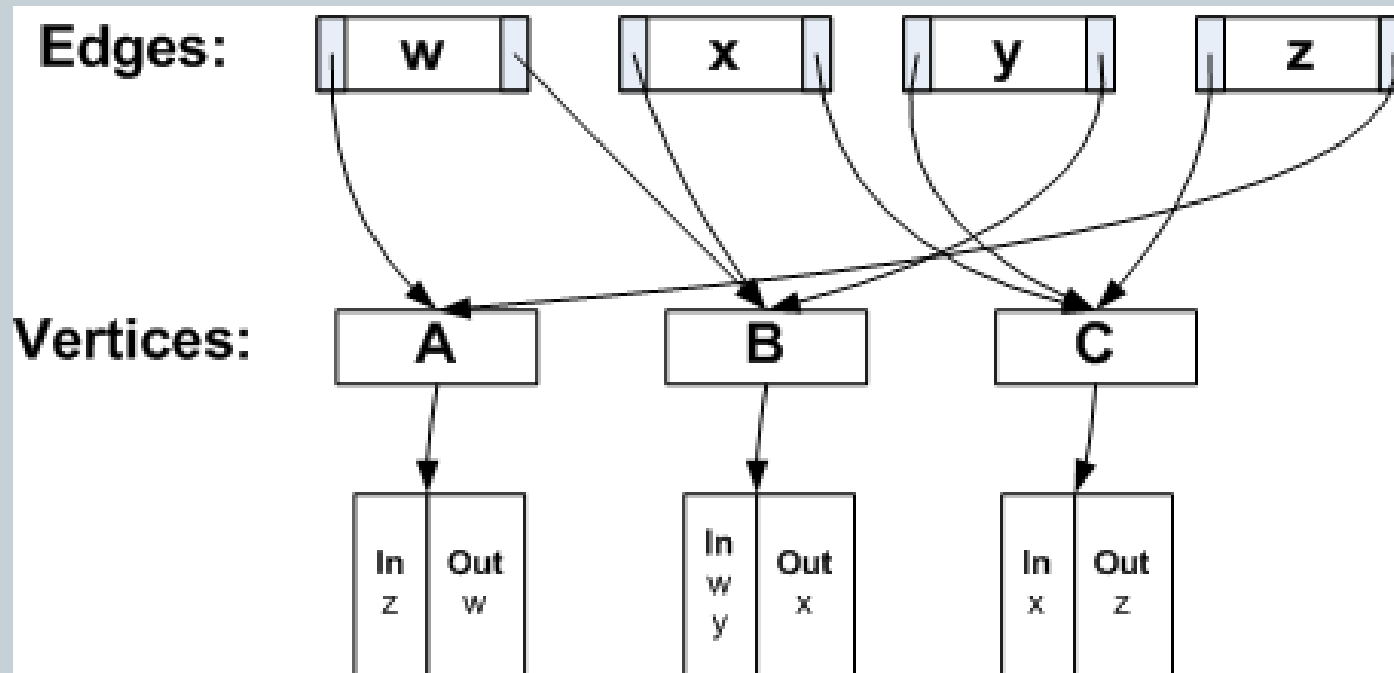 Edges: w x y z
Vertices: A B C
In Out In Out In Out
z w w x x z
y